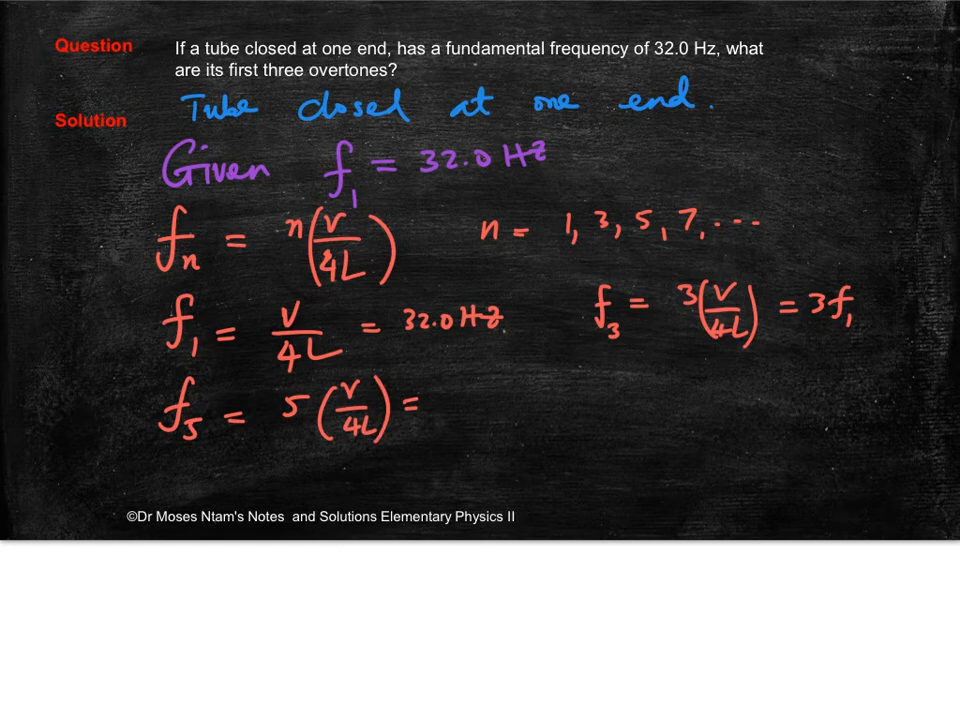 Question If a tube closed at one end, has a fundamental frequency of 32.0 Hz, what
are its first three overtones?
Tube closed at one end.
Solution
Given f₁ = 32.0 Hz
fₙ = n(v/4L) n = 1, 3, 5, 7, ...
f₁ = v/4L = 32.0 Hz f₃ = 3(v/4L) = 3f₁
f₅ = 5(v/4L) =
©Dr Moses Ntam's Notes and Solutions Elementary Physics II